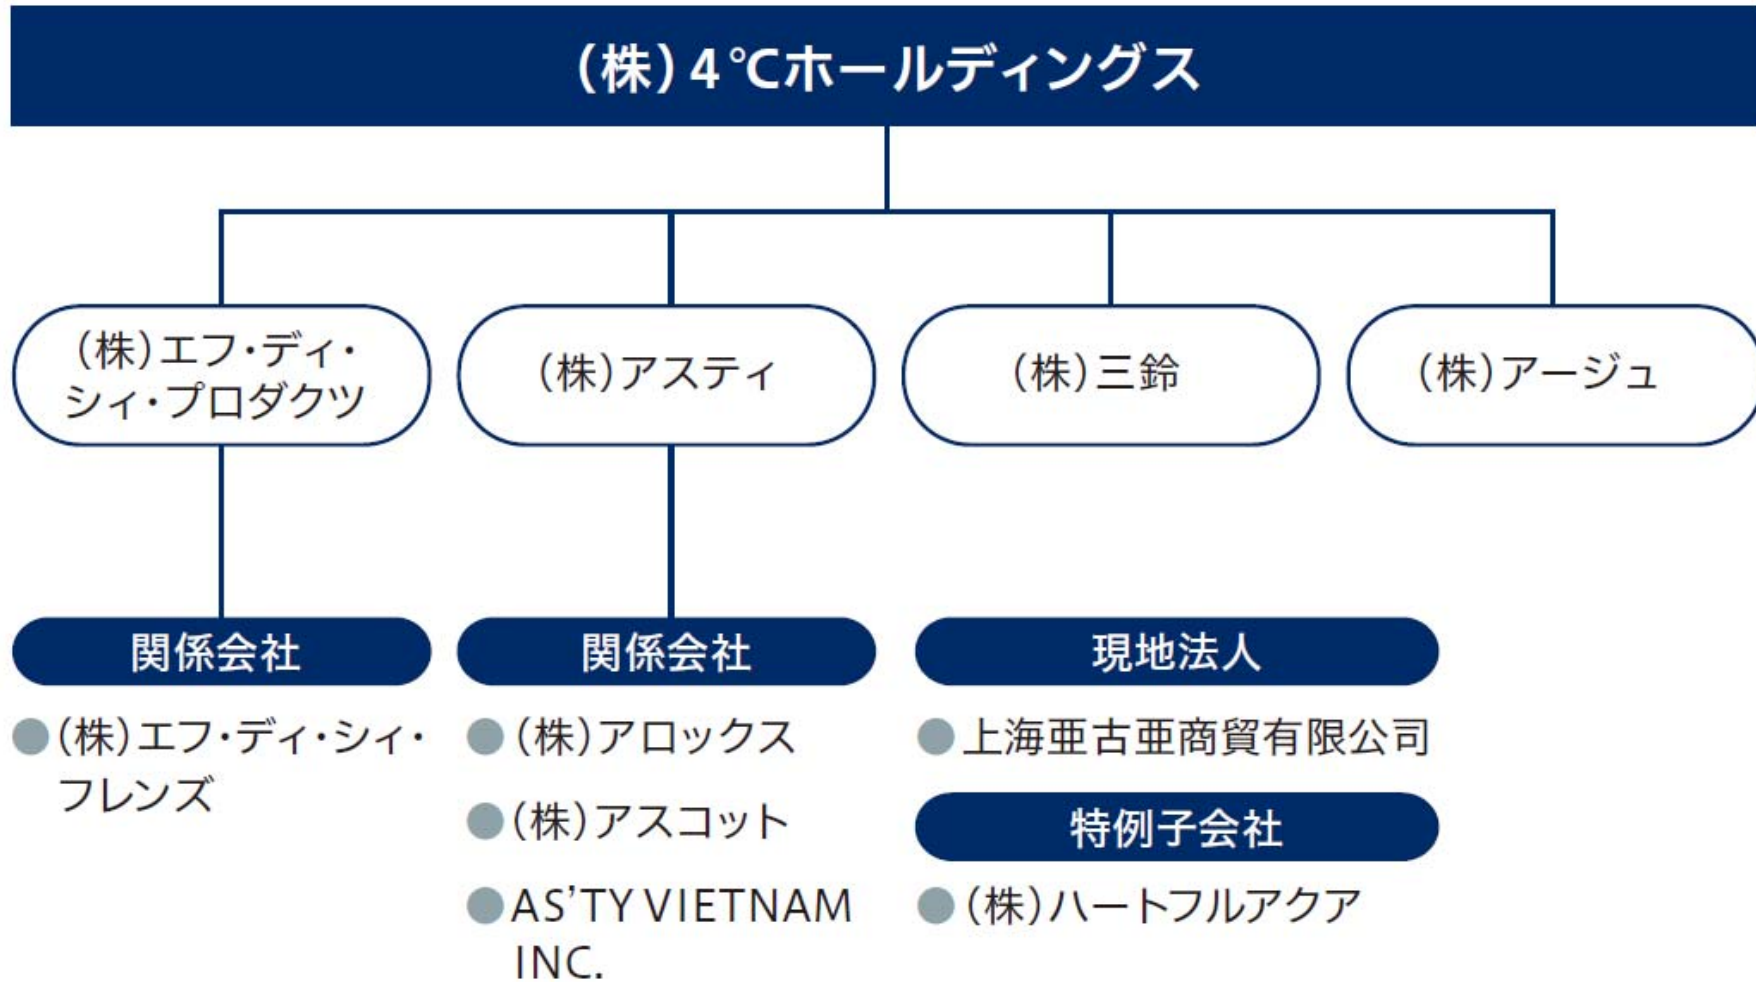 （株）4℃ホールディングス
（株）エフ・ディ・
シィ・プロダクツ
（株）アスティ
（株）三鈴
（株）アージュ
関係会社
（株）エフ・ディ・シィ・
フレンズ
関係会社
（株）アロックス
（株）アスコット
AS’TY VIETNAM
INC.
現地法人
上海亜古亜商貿有限公司
特例子会社
（株）ハートフルアクア